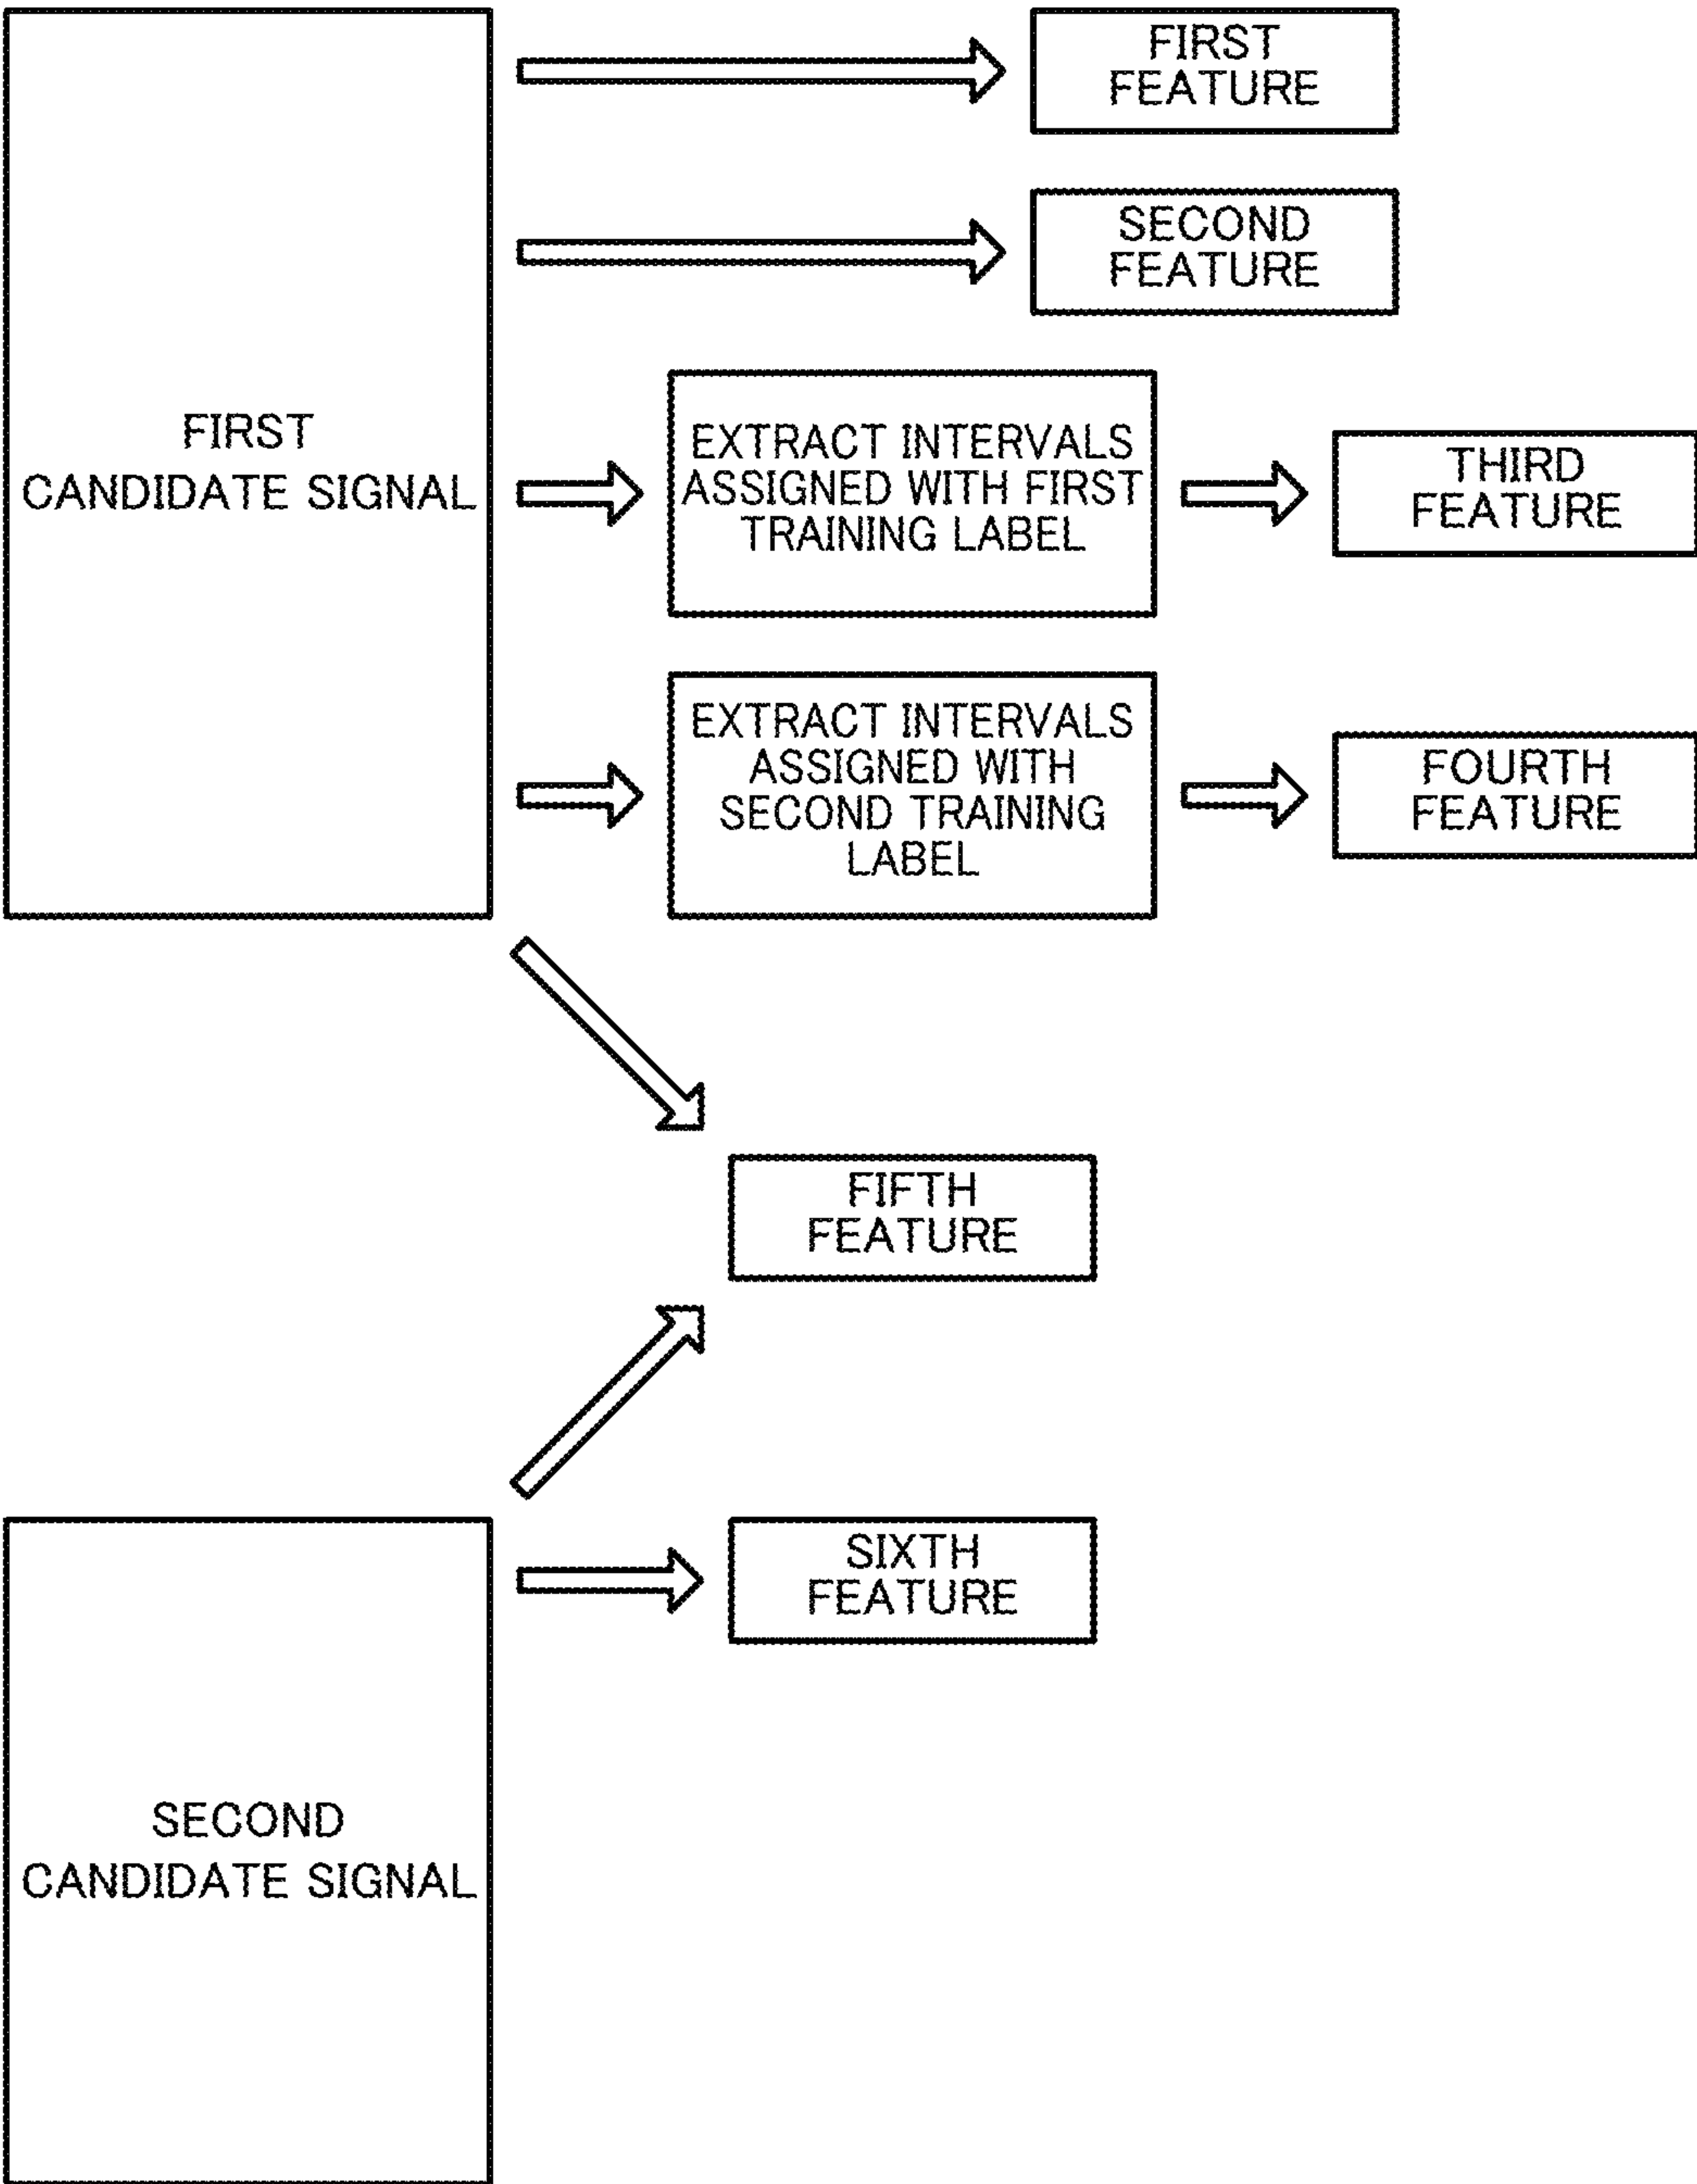 FIRST
FEATURE
SECOND
FEATURE
FIRST
CANDIDATE SIGNAL
EXTRACT INTERVALS
ASSIGNED WITH FIRST
TRAINING LABEL
THIRD
FEATURE
EXTRACT INTERVALS
ASSIGNED WITH
SECOND TRAINING
LABEL
FOURTH
FEATURE
FIFTH
FEATURE
SIXTH
FEATURE
SECOND
CANDIDATE SIGNAL